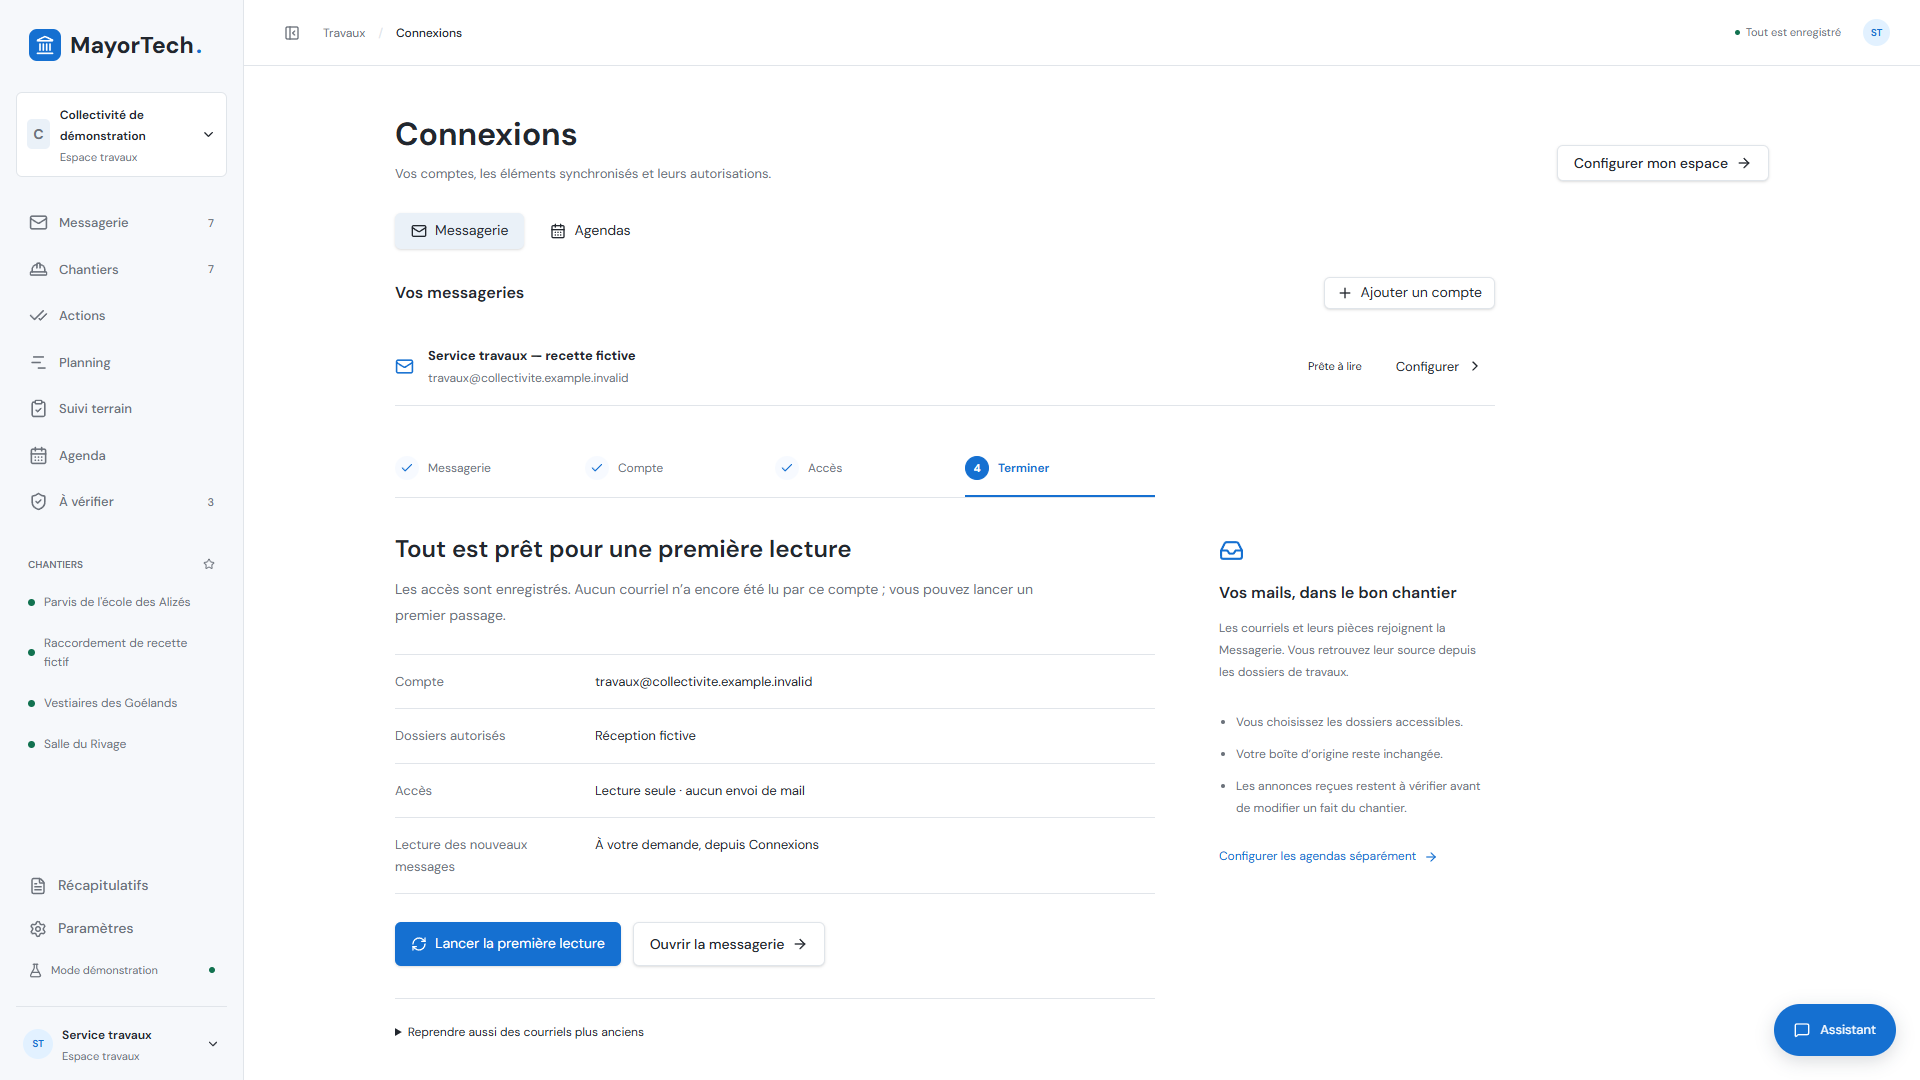 MayorTech.
Collectivité de
démonstration
Espace travaux
C
Messagerie 7
Chantiers 7
Actions
Planning
Suivi terrain
Agenda
À vérifier 3
CHANTIERS
Parvis de l'école des Alizés
Raccordement de recette
fictif
Vestiaires des Goélands
Salle du Rivage
Récapitulatifs
Paramètres
Mode démonstration
ST
Service travaux
Espace travaux
Travaux / Connexions
Tout est enregistré
ST
Connexions
Vos comptes, les éléments synchronisés et leurs autorisations.
Configurer mon espace
Messagerie
Agendas
Vos messageries
Ajouter un compte
Service travaux — recette fictive
travaux@collectivite.example.invalid
Prête à lire
Configurer
Messagerie
Compte
Accès
4 Terminer
Tout est prêt pour une première lecture
Les accès sont enregistrés. Aucun courriel n’a encore été lu par ce compte ; vous pouvez lancer un
premier passage.
Compte travaux@collectivite.example.invalid
Dossiers autorisés Réception fictive
Accès Lecture seule · aucun envoi de mail
Lecture des nouveaux
messages
À votre demande, depuis Connexions
Lancer la première lecture
Ouvrir la messagerie
Reprendre aussi des courriels plus anciens
Vos mails, dans le bon chantier
Les courriels et leurs pièces rejoignent la
Messagerie. Vous retrouvez leur source depuis
les dossiers de travaux.
• Vous choisissez les dossiers accessibles.
• Votre boîte d’origine reste inchangée.
• Les annonces reçues restent à vérifier avant
de modifier un fait du chantier.
Configurer les agendas séparément
Assistant